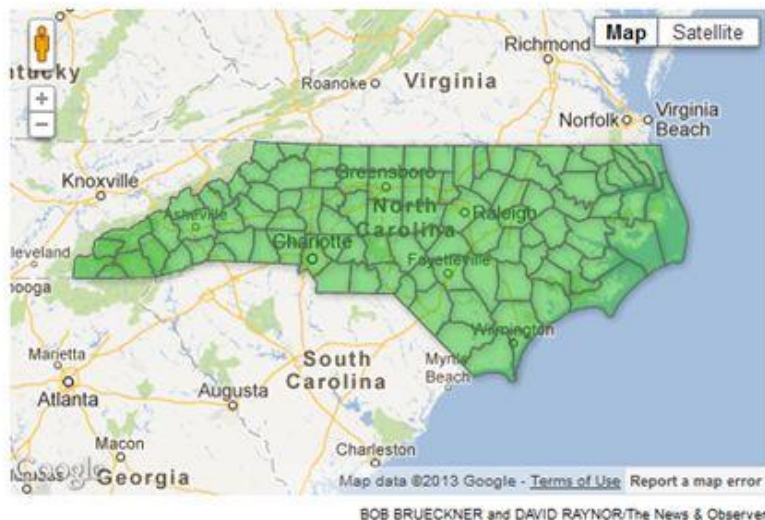 Map Satellite
Richmond
ntucky
Roanoke
Virginia
Norfolk
Virginia
Beach
Knoxville
Greensboro
North
Carolina
Raleigh
Asheville
Charlotte
Fayetteville
Cleveland
nooga
Wilmington
Marietta
South
Carolina
Myrtle
Beach
Atlanta
Augusta
Macon
Charleston
Google
Georgia
Map data ©2013 Google - Terms of Use Report a map error
BOB BRUECKNER and DAVID RAYNOR/The News & Observer